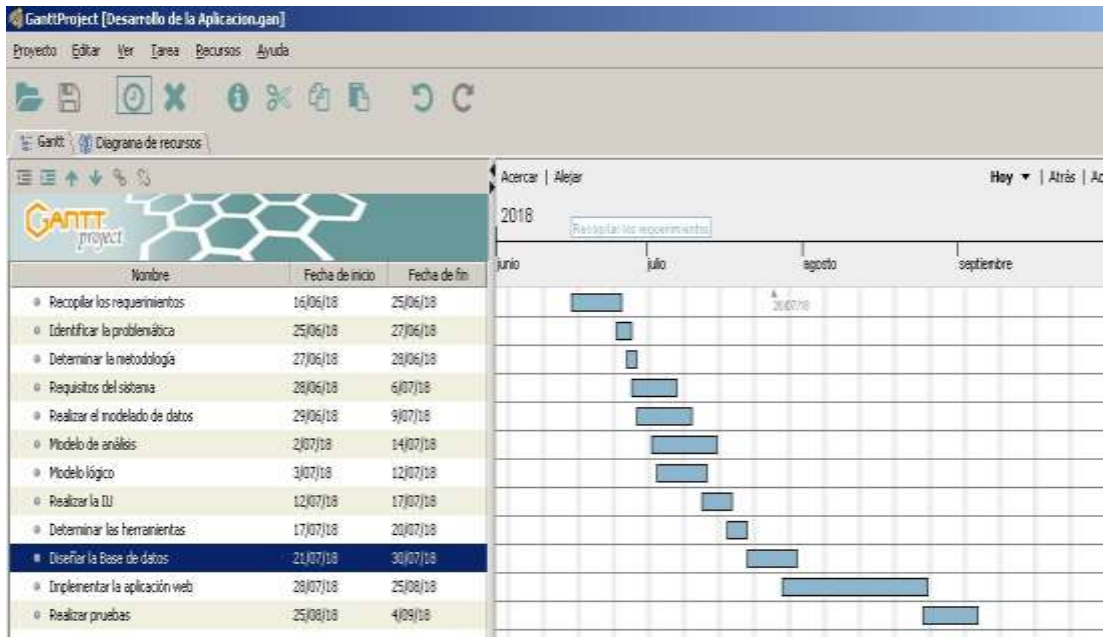 GanttProject [Desarrollo de la Aplicacion.gan]
Proyecto Editar Ver Tarea Recursos Ayuda
Gantt Diagrama de recursos
Acercar | Alejar Hoy | Atrás | Ac
GANTT project
2018
Recopilar los requerimientos
Nombre Fecha de inicio Fecha de fin junio julio agosto septiembre
Recopilar los requerimientos 16/06/18 25/06/18
Identificar la problemática 25/06/18 27/06/18
Determinar la metodología 27/06/18 28/06/18
Requisitos del sistema 28/06/18 6/07/18
Realizar el modelado de datos 29/06/18 9/07/18
Modelo de análisis 2/07/18 14/07/18
Modelo lógico 3/07/18 12/07/18
Realizar la IU 12/07/18 17/07/18
Determinar las herramientas 17/07/18 20/07/18
Diseñar la Base de datos 21/07/18 30/07/18
Implementar la aplicación web 28/07/18 25/08/18
Realizar pruebas 25/08/18 4/09/18